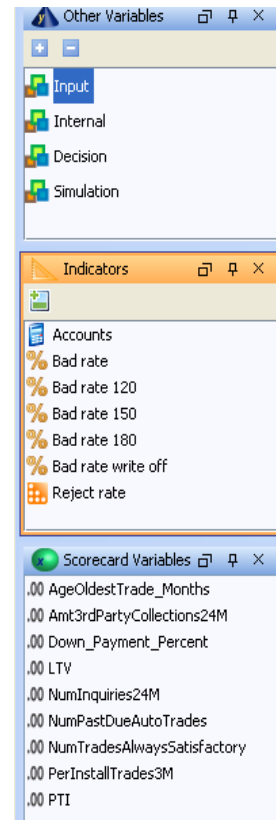 Other Variables
Input
Internal
Decision
Simulation
Indicators
Accounts
Bad rate
Bad rate 120
Bad rate 150
Bad rate 180
Bad rate write off
Reject rate
Scorecard Variables
.00 AgeOldestTrade_Months
.00 Amt3rdPartyCollections24M
.00 Down_Payment_Percent
.00 LTV
.00 NumInquiries24M
.00 NumPastDueAutoTrades
.00 NumTradesAlwaysSatisfactory
.00 PerInstallTrades3M
.00 PTI